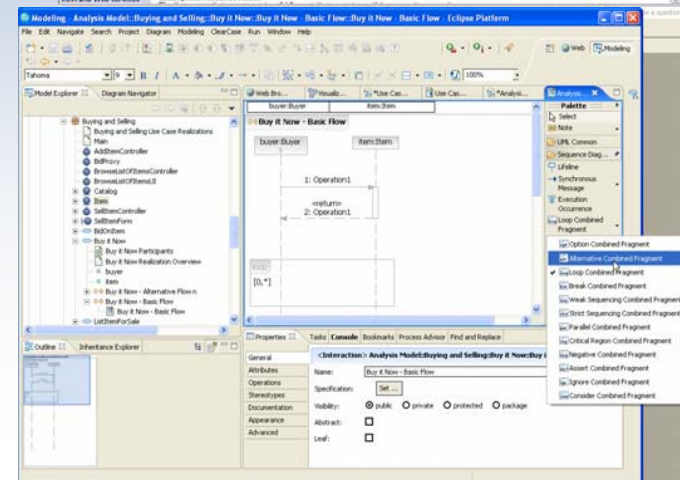 Modeling - Analysis Model::Buying and Selling::Buy it Now::Buy it Now - Basic Flow::Buy it Now - Basic Flow - Eclipse Platform
File Edit Navigate Search Project Diagram Modeling ClearCase Run Window Help
Web Modeling
Tahoma 9 B I A 100%
Model Explorer Diagram Navigator
Web Bro... Visualiz... *Use Cas... Use Cas... *Analysi...
Analysis...
buyer:Buyer item:Item
Buy it Now - Basic Flow
buyer:Buyer item:Item
1: Operation1
«return»
2: Operation1
loop
[0,*]
Buying and Selling
Buying and Selling Use Case Realizations
Main
AddItemController
BidProxy
BrowseListOfItemsController
BrowseListOfItemsUI
Catalog
Item
SellItemController
SellItemForm
BidOnItem
Buy it Now
Buy it Now Participants
Buy it Now Realization Overview
buyer
item
Buy it Now - Alternative Flow n
Buy it Now - Basic Flow
Buy it Now - Basic Flow
ListItemForSale
Palette
Select
Note
UML Common
Sequence Diag...
Lifeline
Synchronous
Message
Execution
Occurrence
Loop Combined
Fragment
Option Combined Fragment
Alternative Combined Fragment
Loop Combined Fragment
Break Combined Fragment
Weak Sequencing Combined Fragment
Strict Sequencing Combined Fragment
Parallel Combined Fragment
Critical Region Combined Fragment
Negative Combined Fragment
Assert Combined Fragment
Ignore Combined Fragment
Consider Combined Fragment
Outline Inheritance Explorer
Properties Tasks Console Bookmarks Process Advisor Find and Replace
<Interaction> Analysis Model::Buying and Selling::Buy it Now::Buy i
General
Attributes
Operations
Stereotypes
Documentation
Appearance
Advanced
Name: Buy it Now - Basic Flow
Specification: Set ...
Visibility: public private protected package
Abstract:
Leaf: